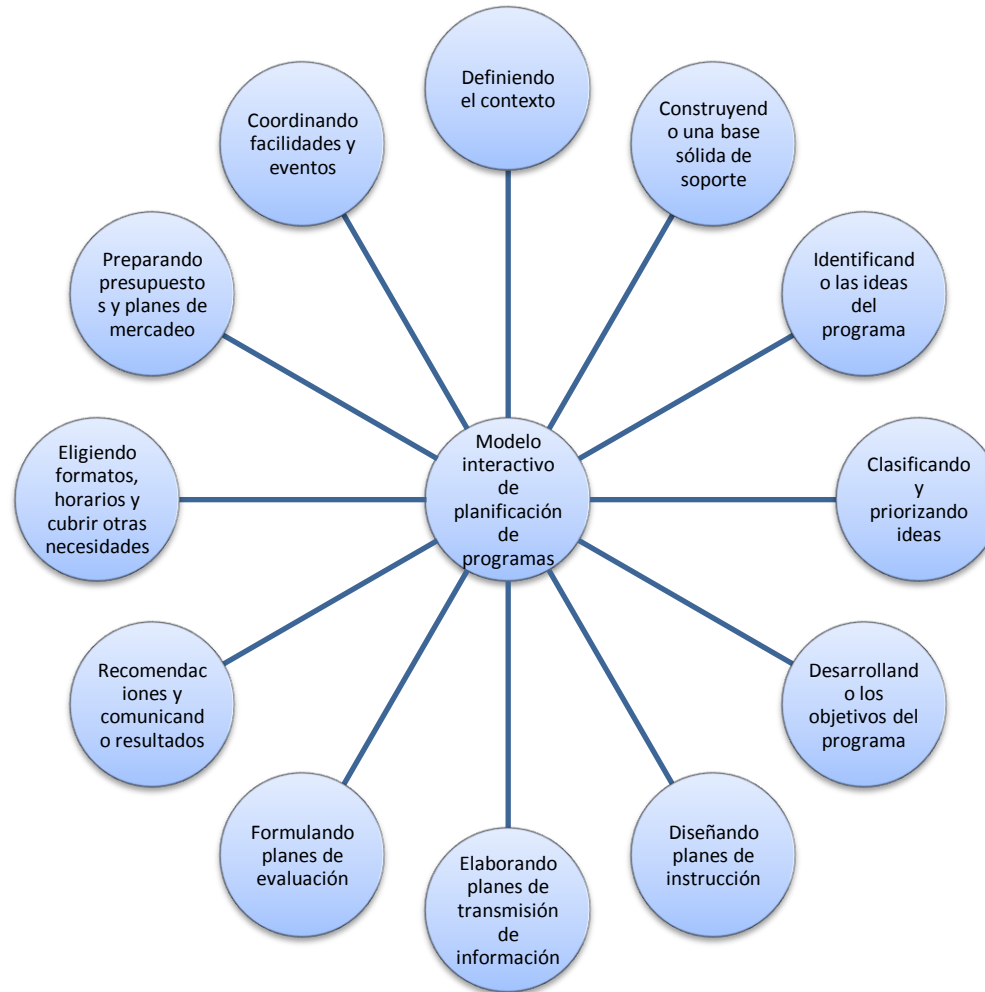 Definiendo
el contexto
Construyend
o una base
sólida de
soporte
Identificand
o las ideas
del
programa
Clasificando
y
priorizando
ideas
Desarrolland
o los
objetivos del
programa
Diseñando
planes de
instrucción
Elaborando
planes de
transmisión
de
información
Formulando
planes de
evaluación
Recomendac
iones y
comunicand
o resultados
Eligiendo
formatos,
horarios y
cubrir otras
necesidades
Preparando
presupuesto
s y planes de
mercadeo
Coordinando
facilidades y
eventos
Modelo
interactivo
de
planificación
de
programas